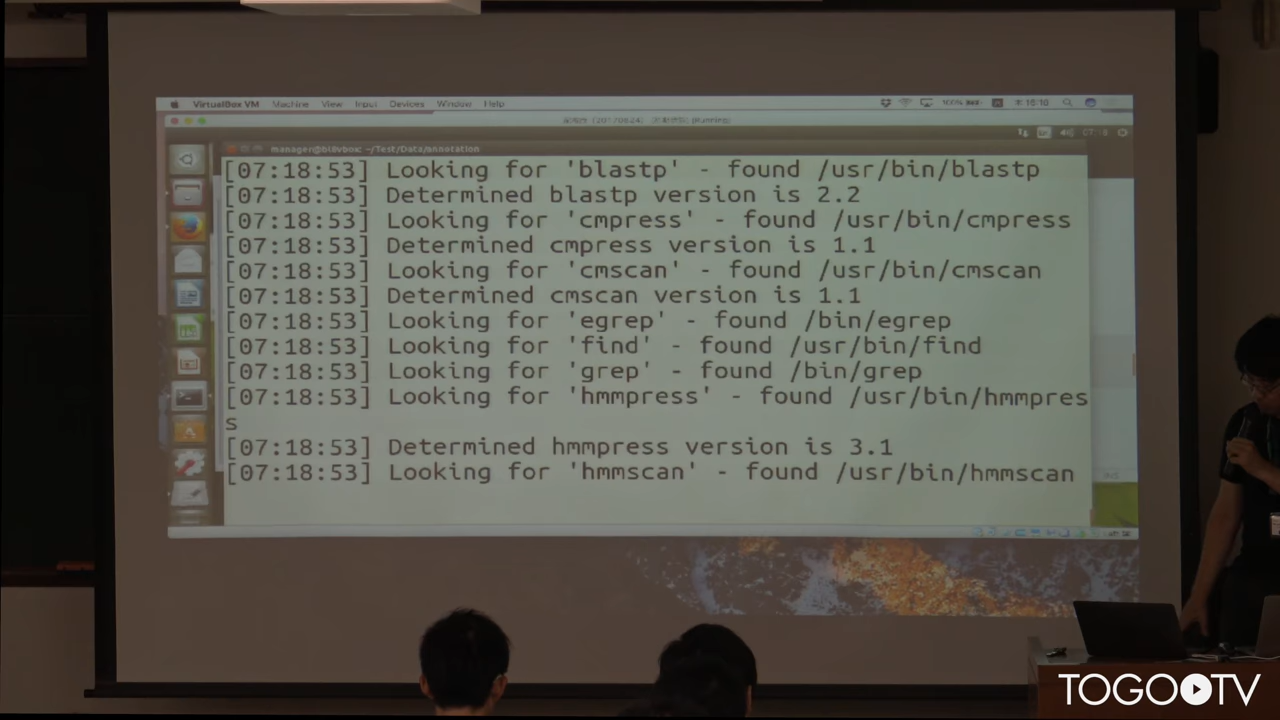 VirtualBox VM Machine View Input Devices Window Help
100%
manager@bl8vbox: ~/Test/Data/annotation
[07:18:53] Looking for 'blastp' - found /usr/bin/blastp
[07:18:53] Determined blastp version is 2.2
[07:18:53] Looking for 'cmpress' - found /usr/bin/cmpress
[07:18:53] Determined cmpress version is 1.1
[07:18:53] Looking for 'cmscan' - found /usr/bin/cmscan
[07:18:53] Determined cmscan version is 1.1
[07:18:53] Looking for 'egrep' - found /bin/egrep
[07:18:53] Looking for 'find' - found /usr/bin/find
[07:18:53] Looking for 'grep' - found /bin/grep
[07:18:53] Looking for 'hmmpress' - found /usr/bin/hmmpres
s
[07:18:53] Determined hmmpress version is 3.1
[07:18:53] Looking for 'hmmscan' - found /usr/bin/hmmscan
TOGOTV